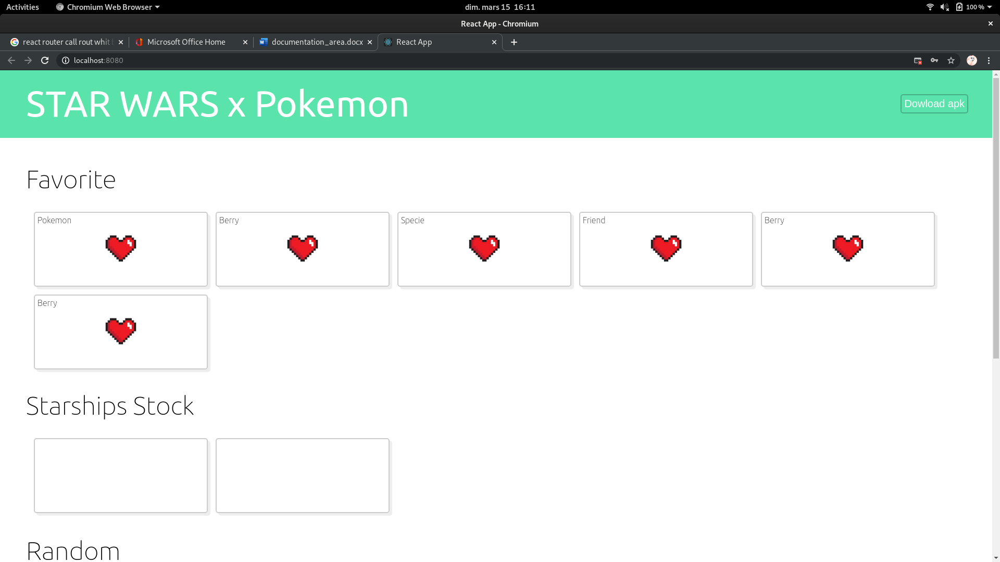 Activities
Chromium Web Browser
dim. mars 15 16:11
100 %
React App - Chromium
react router call rout whit
Microsoft Office Home
documentation_area.docx
React App
localhost:8080
STAR WARS x Pokemon
Dowload apk
Favorite
Pokemon
Berry
Specie
Friend
Berry
Berry
Starships Stock
Random